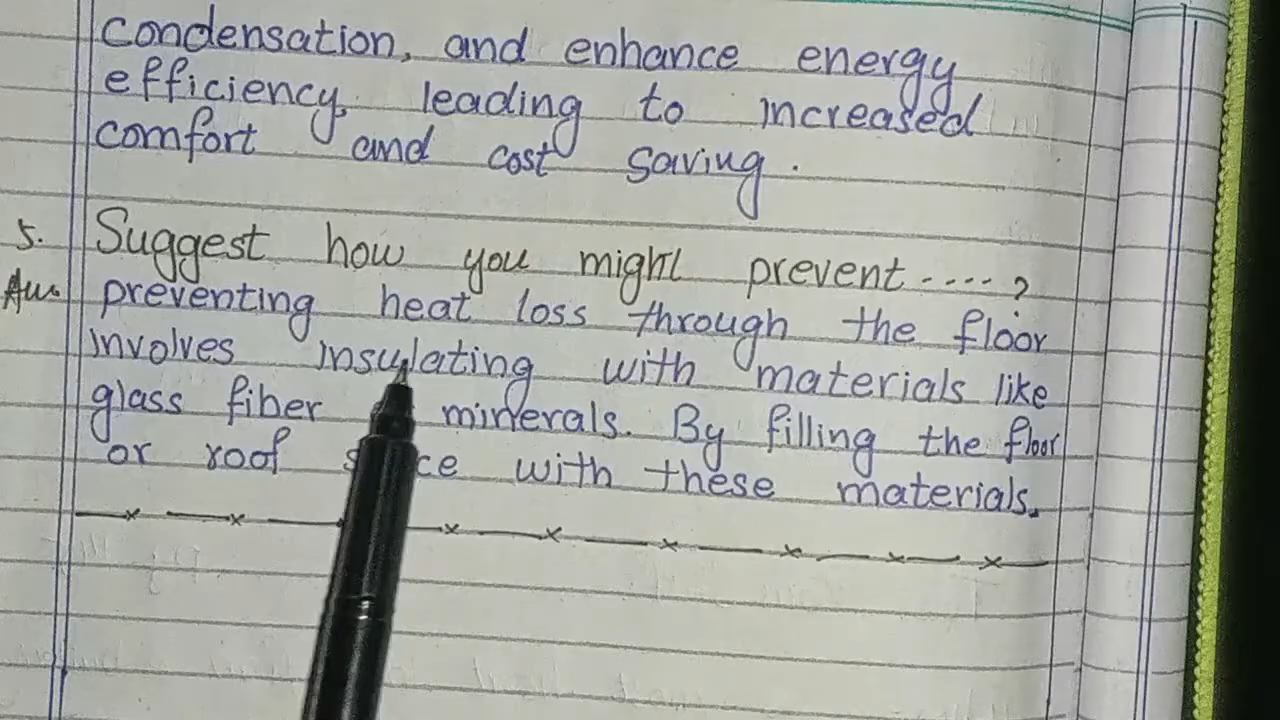 condensation, and enhance energy
efficiency, leading to increased
comfort and cost saving.
5. Suggest how you might prevent.....?
Aw. preventing heat loss through the floor
involves insulating with materials like
glass fiber minerals. By filling the floor
or roof with these materials.